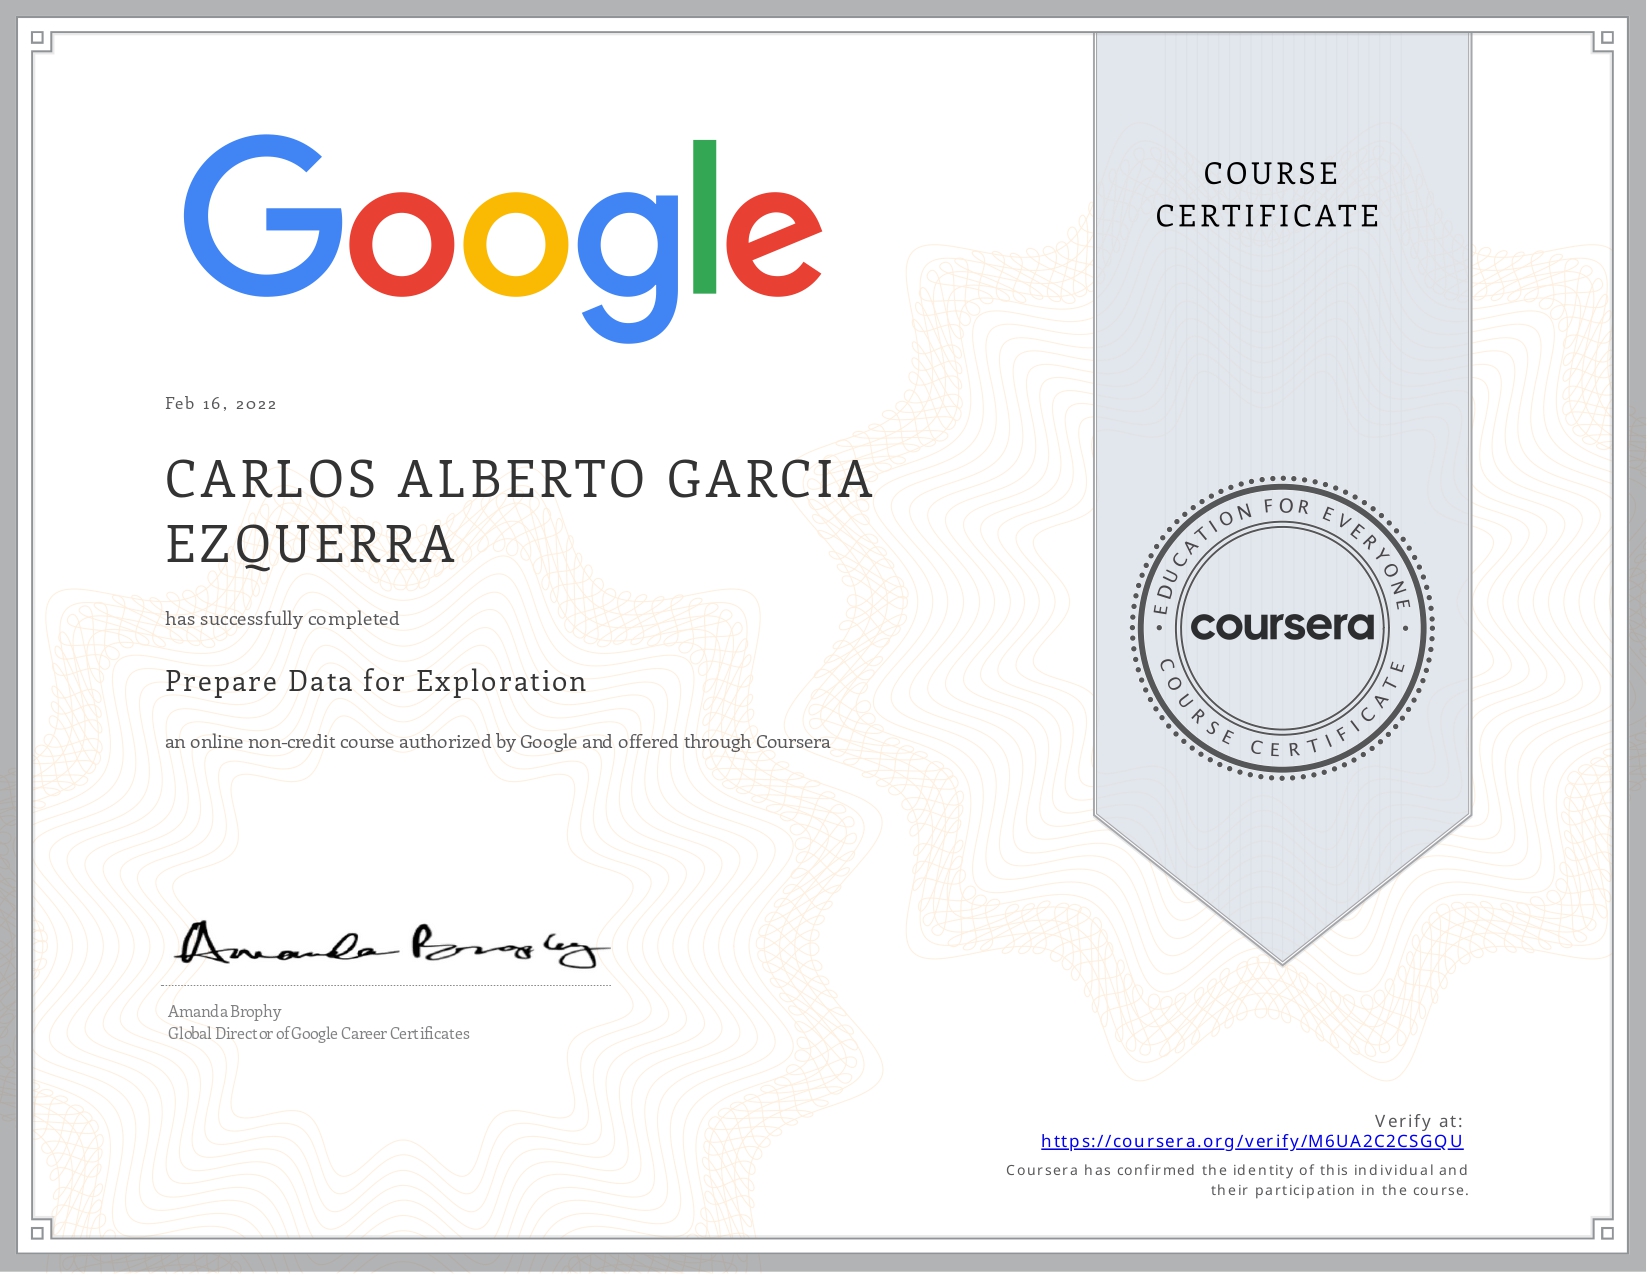 Google
COURSE
CERTIFICATE
Feb 16, 2022
CARLOS ALBERTO GARCIA
EZQUERRA
has successfully completed
Prepare Data for Exploration
an online non-credit course authorized by Google and offered through Coursera
EDUCATION FOR EVERYONE
coursera
COURSE CERTIFICATE
Amanda Brophy
Amanda Brophy
Global Director of Google Career Certificates
Verify at:
https://coursera.org/verify/M6UA2C2CSGQU
Coursera has confirmed the identity of this individual and
their participation in the course.